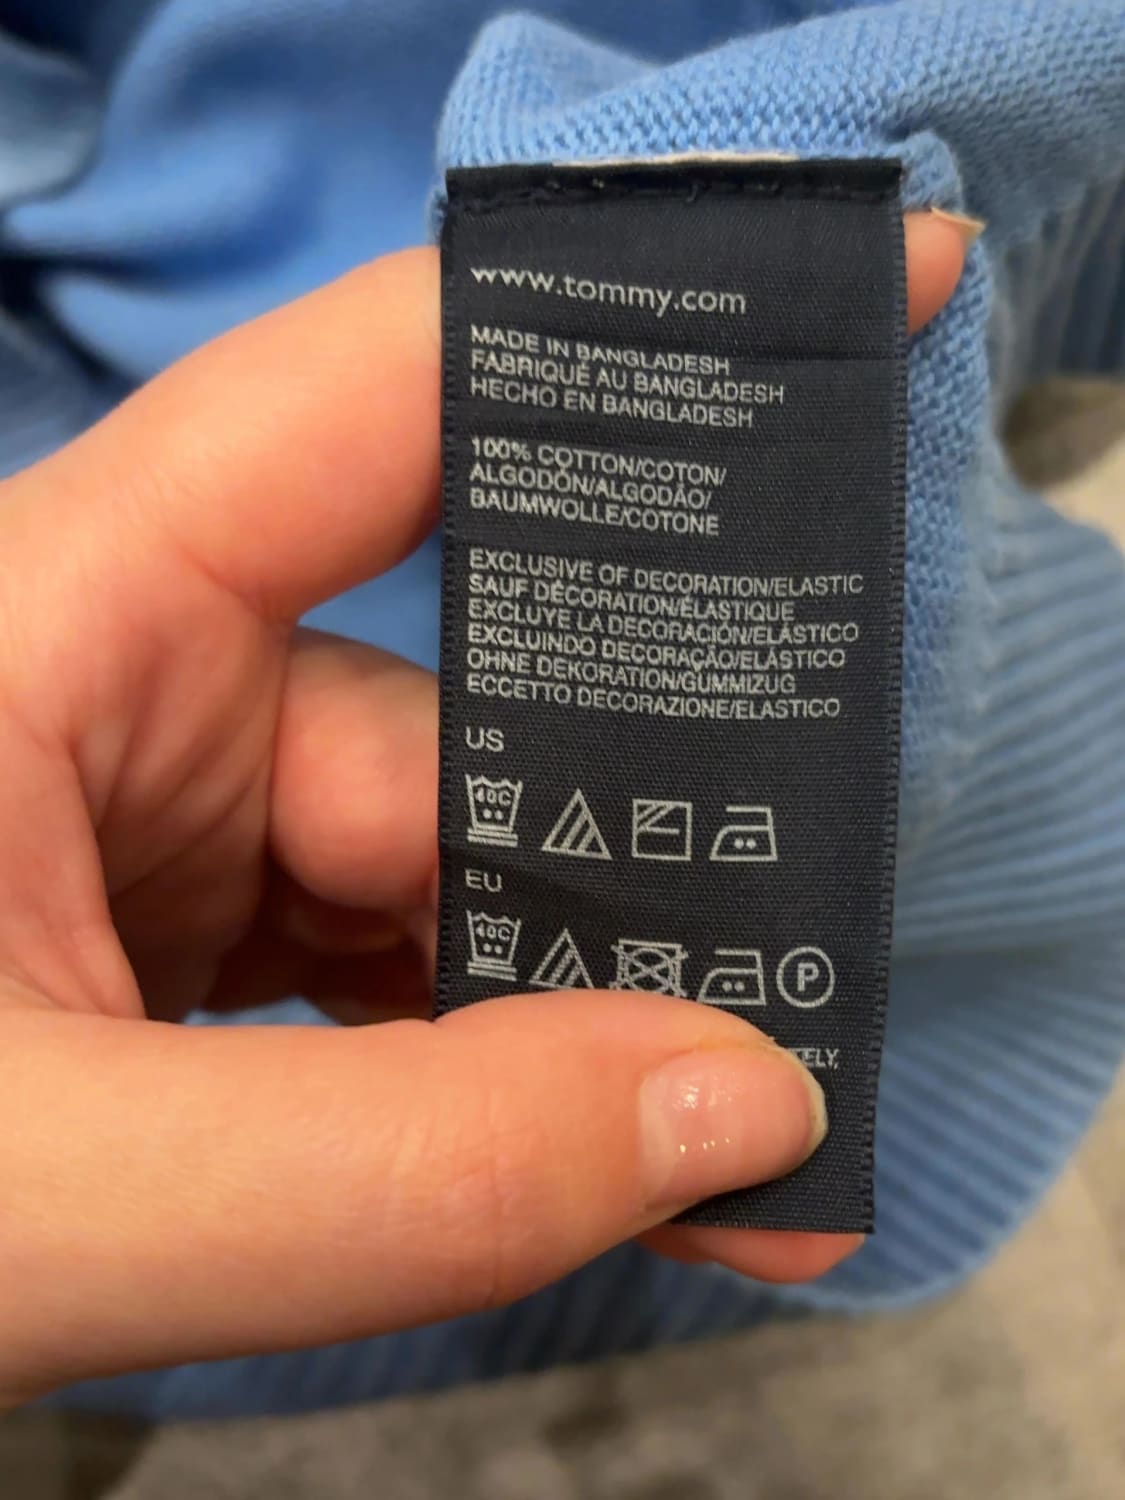 www.tommy.com
MADE IN BANGLADESH
FABRIQUÉ AU BANGLADESH
HECHO EN BANGLADESH
100% COTTON/COTON/
ALGODÓN/ALGODÃO/
BAUMWOLLE/COTONE
EXCLUSIVE OF DECORATION/ELASTIC
SAUF DÉCORATION/ÉLASTIQUE
EXCLUYE LA DECORACIÓN/ELÁSTICO
EXCLUINDO DECORAÇÃO/ELÁSTICO
OHNE DEKORATION/GUMMIZUG
ECCETTO DECORAZIONE/ELASTICO
US
40C
EU
40C P